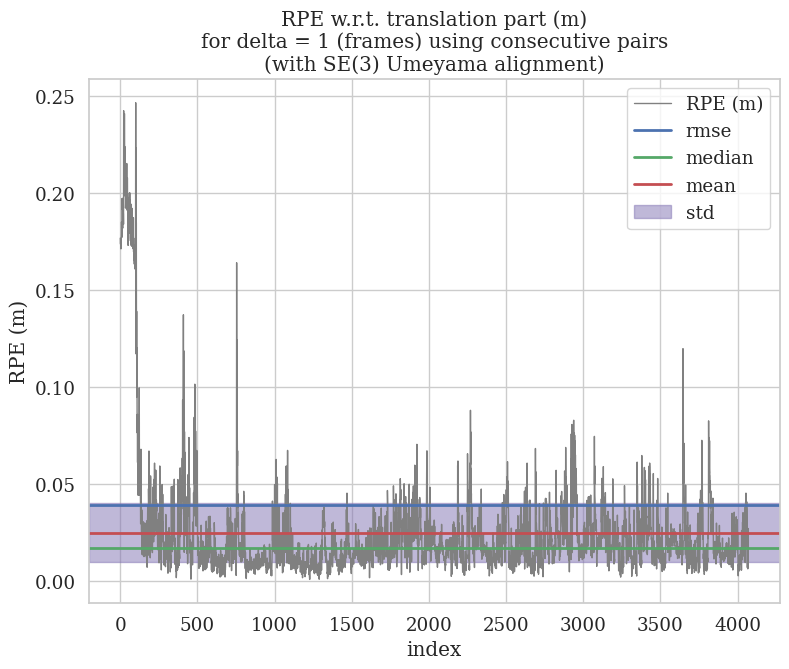 RPE w.r.t. translation part (m)
for delta = 1 (frames) using consecutive pairs
(with SE(3) Umeyama alignment)
RPE (m)
0.25
0.20
0.15
0.10
0.05
0.00
RPE (m)
rmse
median
mean
std
0 500 1000 1500 2000 2500 3000 3500 4000
index